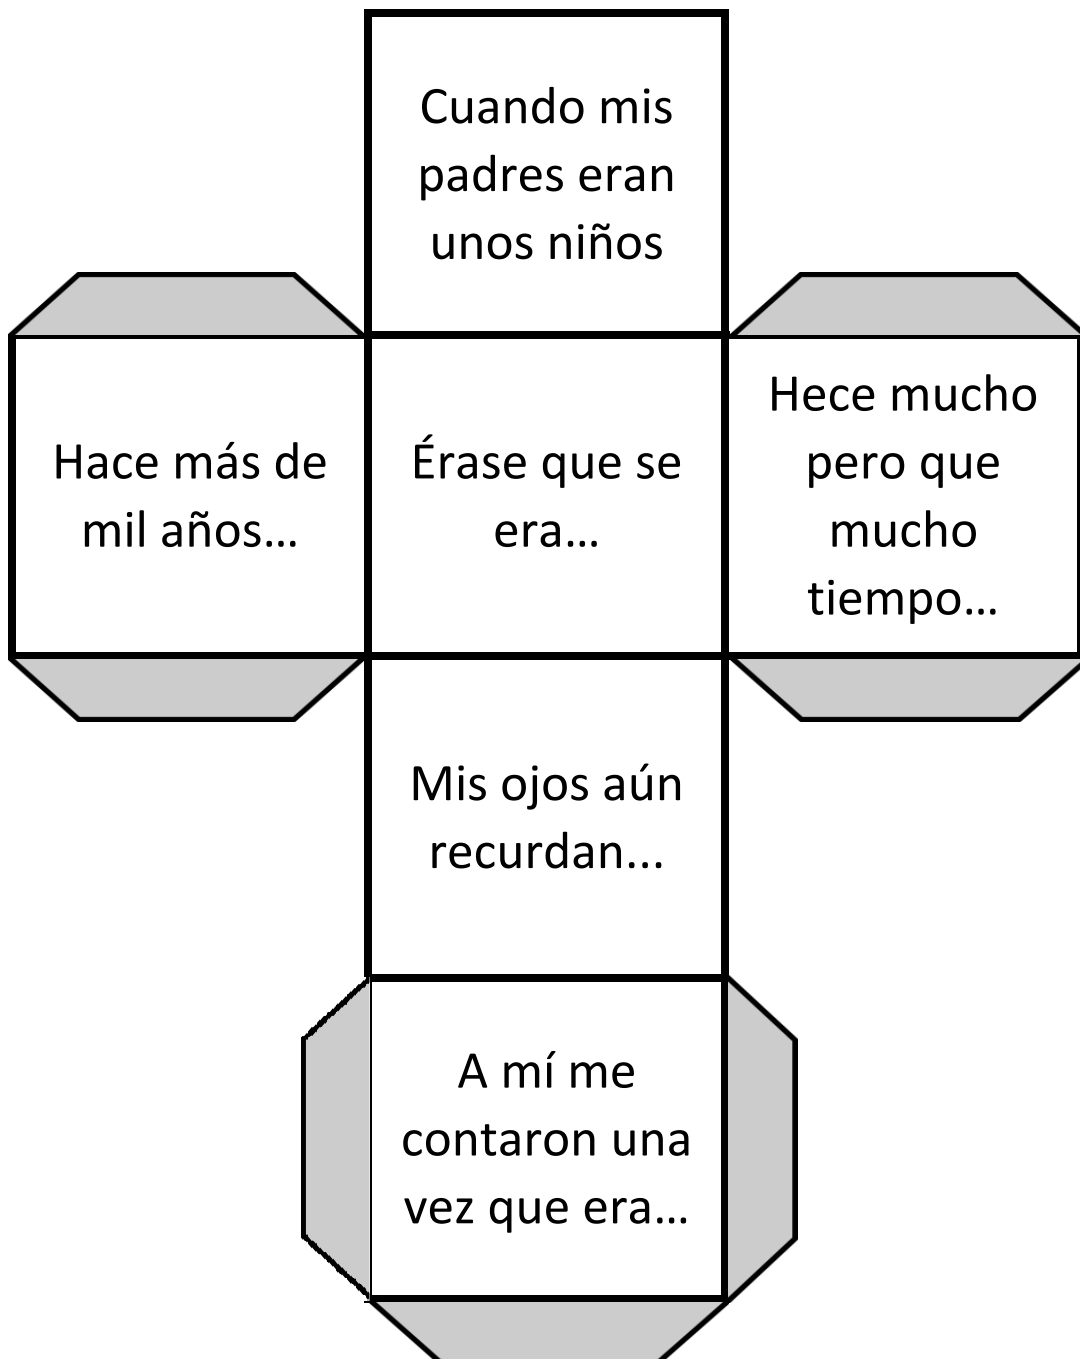 Cuando mis
padres eran
unos niños
Hace más de
mil años...
Érase que se
era...
Hece mucho
pero que
mucho
tiempo...
Mis ojos aún
recurdan...
A mí me
contaron una
vez que era...